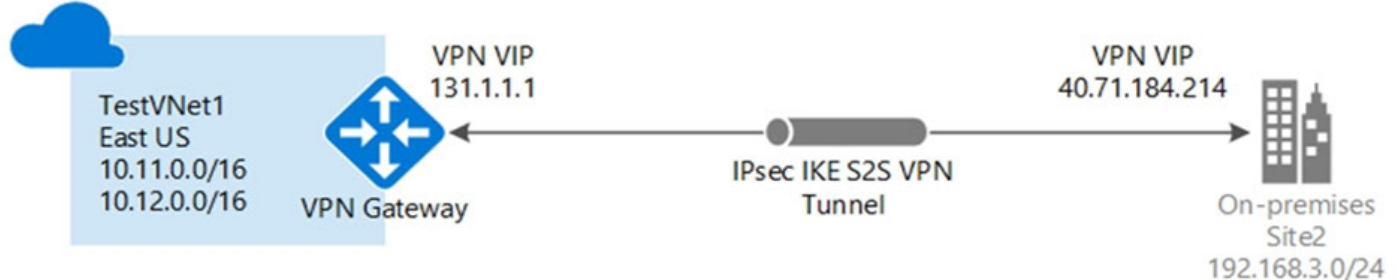 TestVNet1
East US
10.11.0.0/16
10.12.0.0/16
VPN Gateway
VPN VIP
131.1.1.1
IPsec IKE S2S VPN
Tunnel
VPN VIP
40.71.184.214
On-premises
Site2
192.168.3.0/24